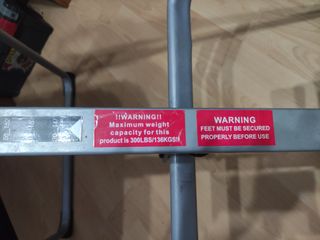 !!WARNING!!
Maximum weight
capacity for this
product is 300LBS/136KGS!!
WARNING
FEET MUST BE SECURED
PROPERLY BEFORE USE